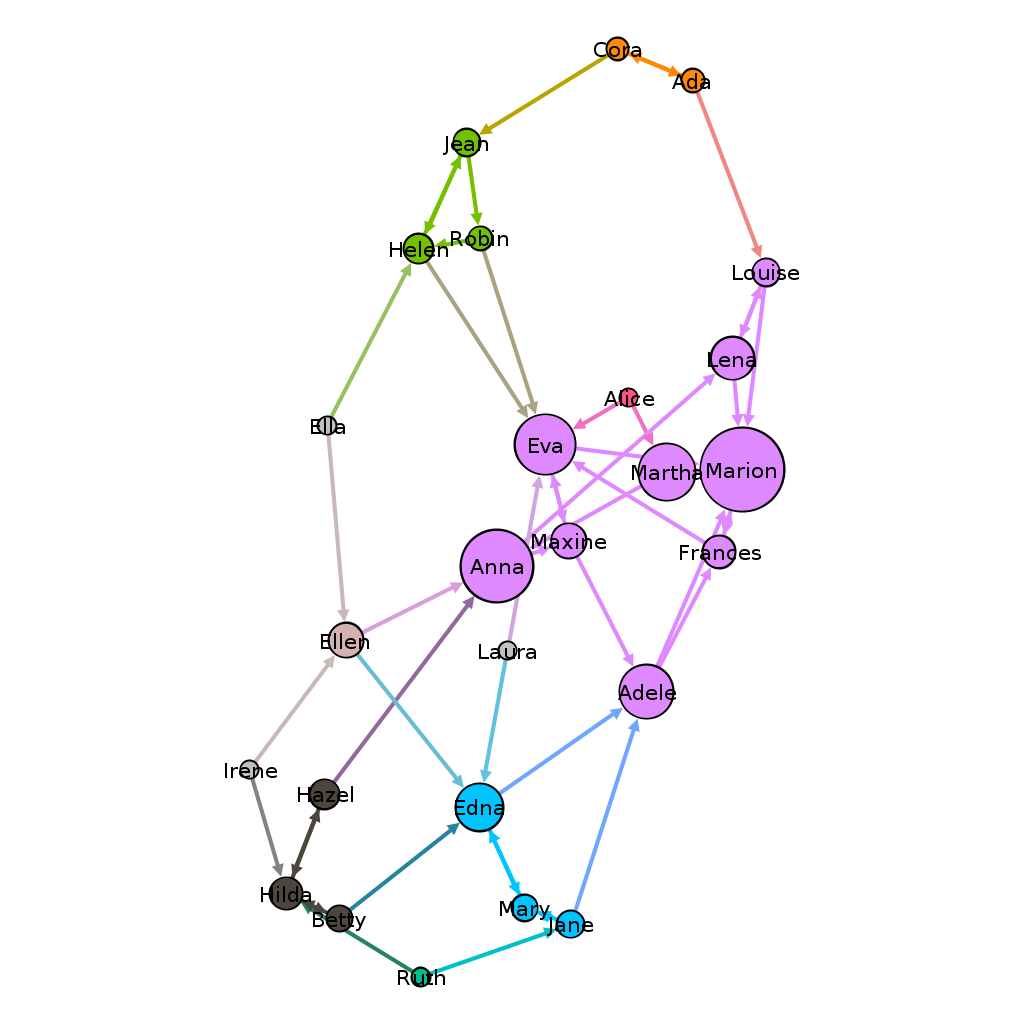 Cora
Ada
Jean
Robin
Helen
Louise
Lena
Alice
Ella
Eva
Martha
Marion
Maxine
Frances
Anna
Ellen
Laura
Adele
Irene
Hazel
Edna
Hilda
Mary
Betty
Jane
Ruth